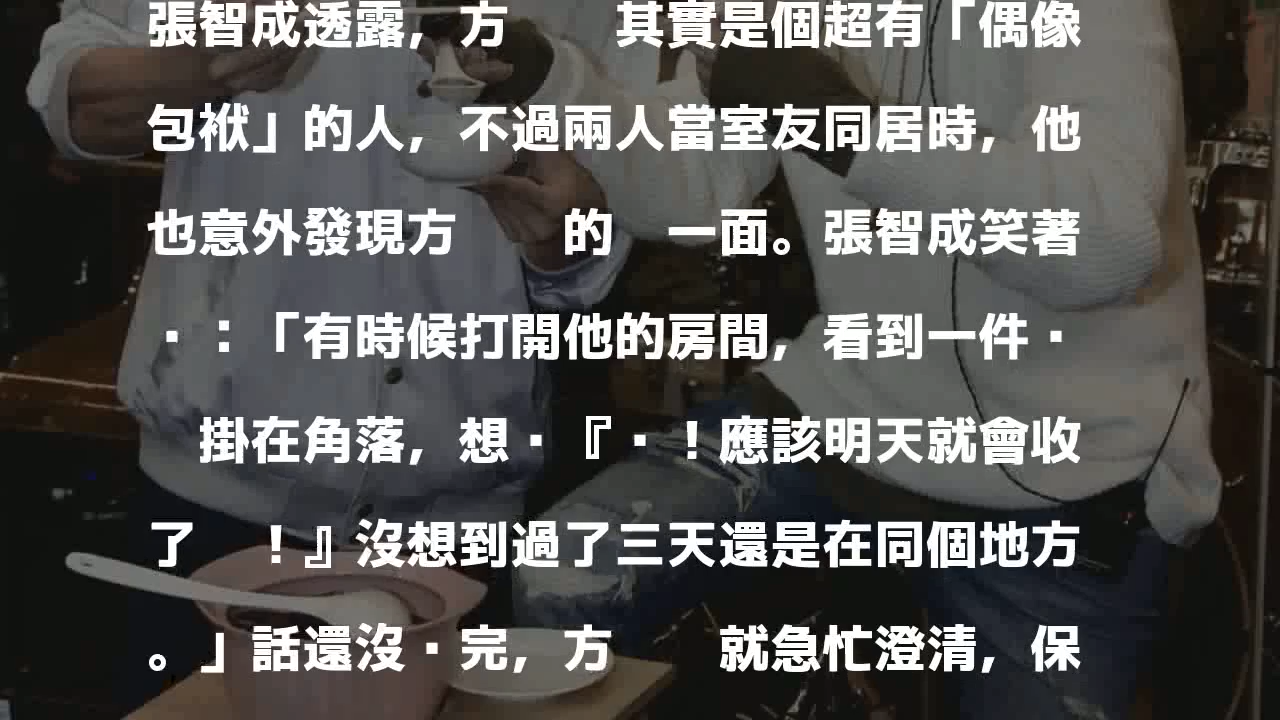 張智成透露，方　　其實是個超有「偶像
包袱」的人，不過兩人當室友同居時，他
也意外發現方　　的　一面。張智成笑著
·：「有時候打開他的房間，看到一件·
　掛在角落，想·『·！應該明天就會收
了　！』沒想到過了三天還是在同個地方
。」話還沒·完，方　　就急忙澄清，保